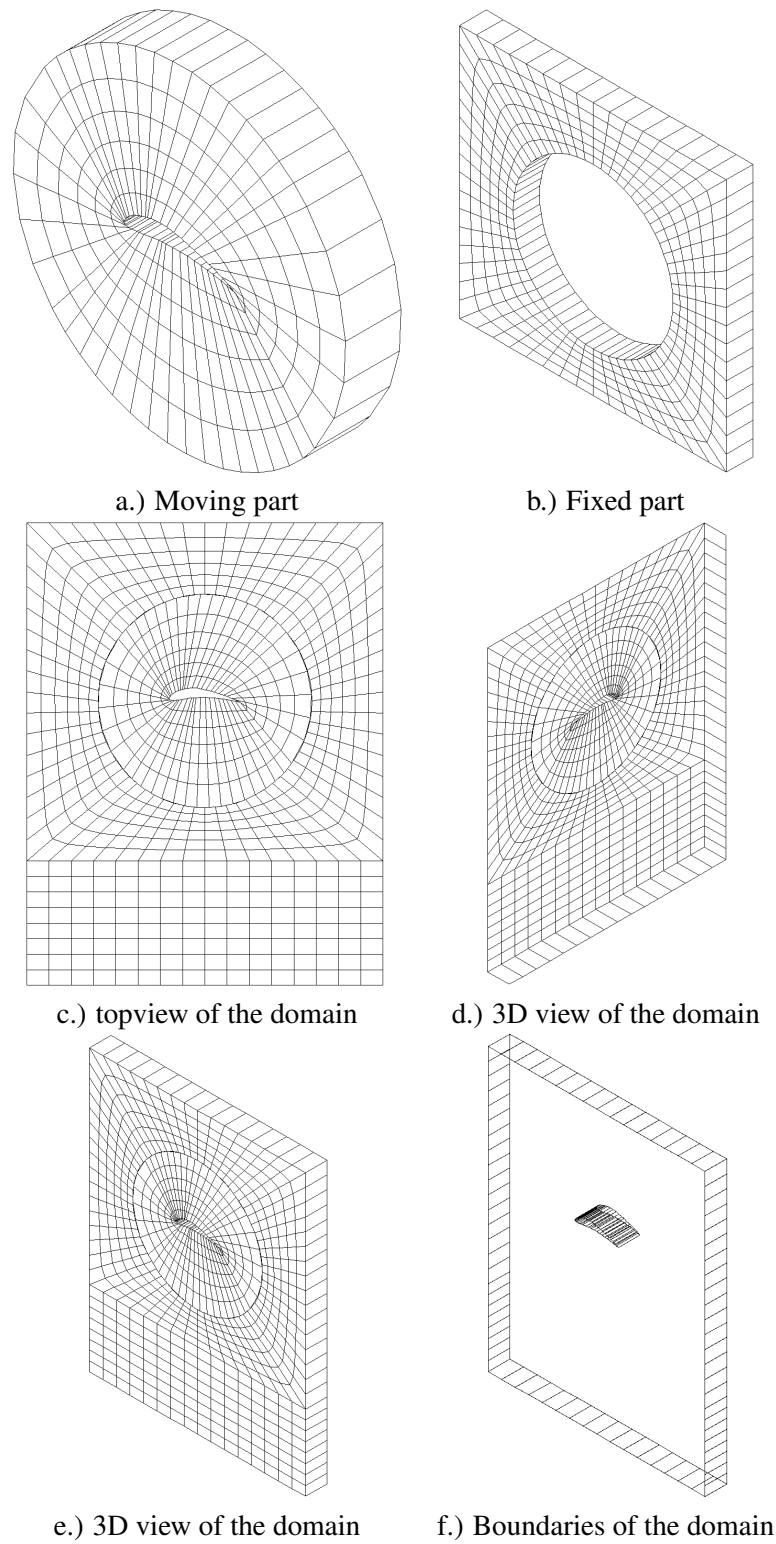 a.) Moving part
b.) Fixed part
c.) topview of the domain
d.) 3D view of the domain
e.) 3D view of the domain
f.) Boundaries of the domain